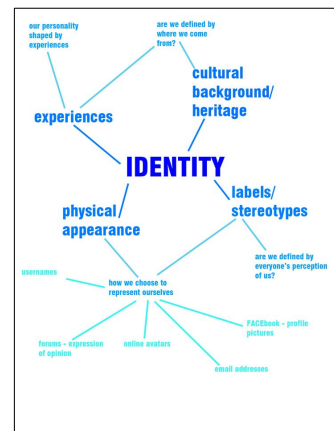 our personality
shaped by
experiences
are we defined by
where we come
from?
cultural
background/
heritage
experiences
IDENTITY
labels/
stereotypes
physical
appearance
are we defined by
everyone's perception
of us?
usernames
how we choose to
represent ourselves
FACEbook - profile
pictures
forums - expression
of opinion
online avatars
email addresses